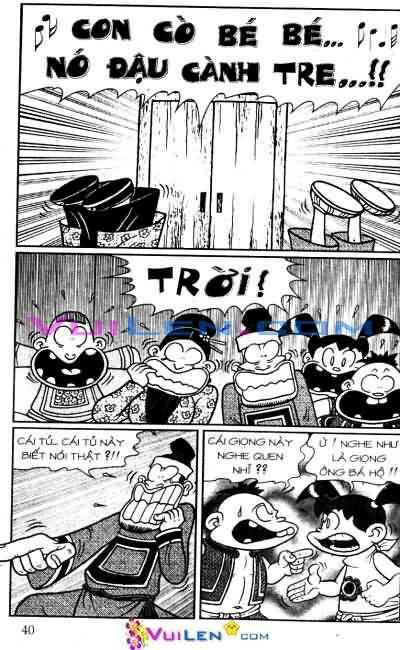 CON CÒ BÉ BÉ...
NÓ ĐẬU CÀNH TRE...!!
TRỜI!
VuiLen.com
CÁI TỦ... CÁI TỦ NÀY
BIẾT NÓI THẬT ?!!
CÁI GIỌNG NÀY
NGHE QUEN
NHỈ ??
Ừ ! NGHE NHƯ
LÀ GIỌNG
ÔNG BÁ HỘ !!
40
VuiLen.com